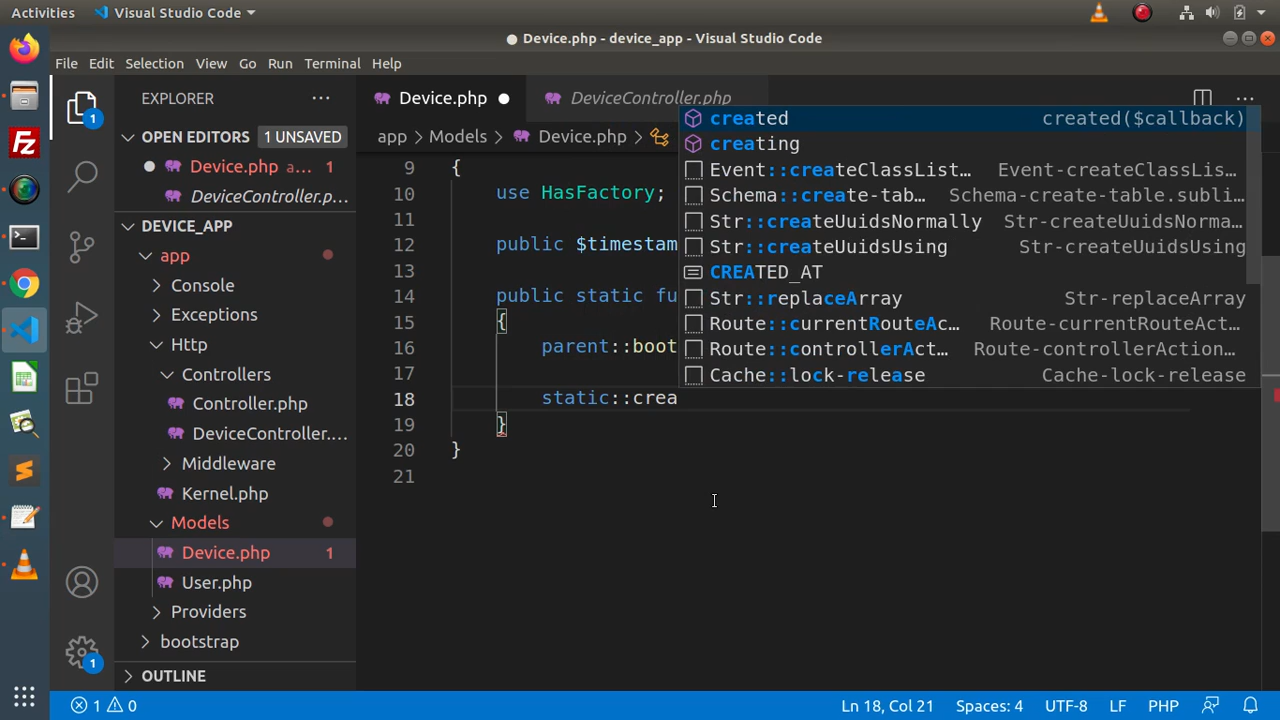 Activities
Visual Studio Code
Device.php - device_app - Visual Studio Code
File Edit Selection View Go Run Terminal Help
EXPLORER
OPEN EDITORS 1 UNSAVED
Device.php a... 1
DeviceController.p...
DEVICE_APP
app
Console
Exceptions
Http
Controllers
Controller.php
DeviceController....
Middleware
Kernel.php
Models
Device.php 1
User.php
Providers
bootstrap
OUTLINE
1
1
Device.php
DeviceController.php
app > Models > Device.php >
9 {
10 use HasFactory;
11
12 public $timestam
13
14 public static fu
15 {
16 parent::boot
17
18 static::crea
19 }
20 }
21
created created($callback)
creating
Event::createClassList... Event-createClassLis...
Schema::create-tab... Schema-create-table.subli...
Str::createUuidsNormally Str-createUuidsNorma...
Str::createUuidsUsing Str-createUuidsUsing
CREATED_AT
Str::replaceArray Str-replaceArray
Route::currentRouteAc... Route-currentRouteAct...
Route::controllerAct... Route-controllerAction...
Cache::lock-release Cache-lock-release
1 0
Ln 18, Col 21 Spaces: 4 UTF-8 LF PHP